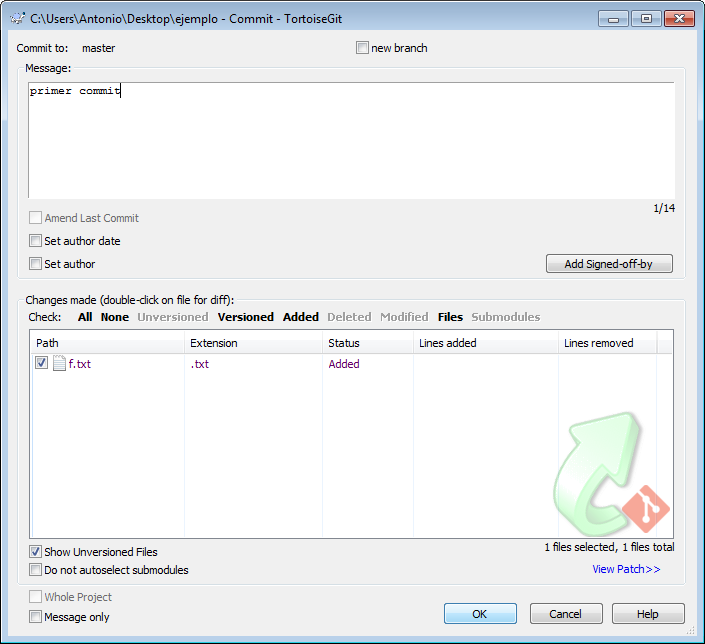 C:\Users\Antonio\Desktop\ejemplo - Commit - TortoiseGit
Commit to: master new branch
Message:
primer commit
1/14
Amend Last Commit
Set author date
Set author Add Signed-off-by
Changes made (double-click on file for diff):
Check: All None Unversioned Versioned Added Deleted Modified Files Submodules
Path Extension Status Lines added Lines removed
f.txt .txt Added
1 files selected, 1 files total
Show Unversioned Files
Do not autoselect submodules View Patch>>
Whole Project
Message only OK Cancel Help